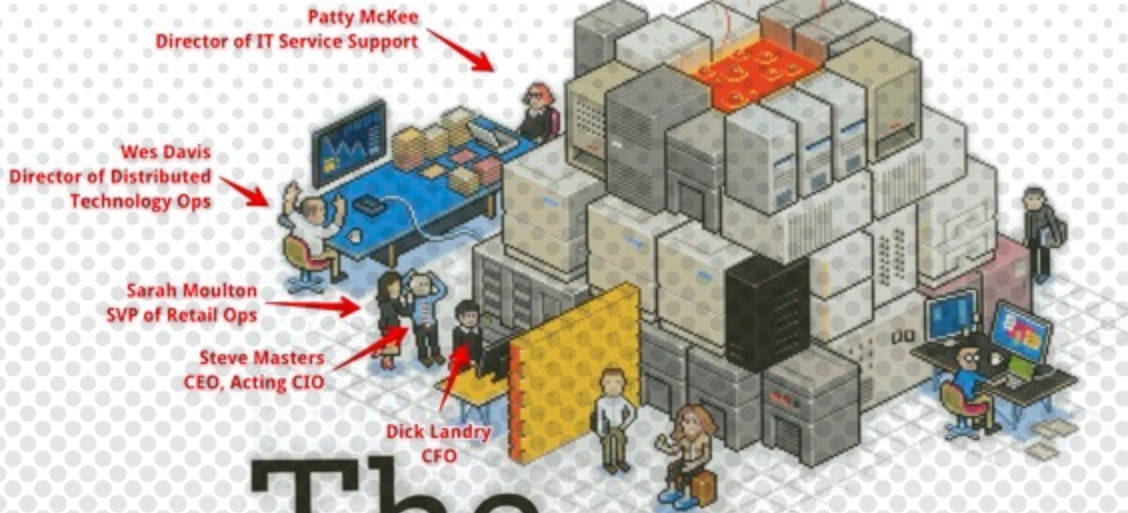 Patty McKee
Director of IT Service Support
Wes Davis
Director of Distributed
Technology Ops
Sarah Moulton
SVP of Retail Ops
Steve Masters
CEO, Acting CIO
Dick Landry
CFO
The